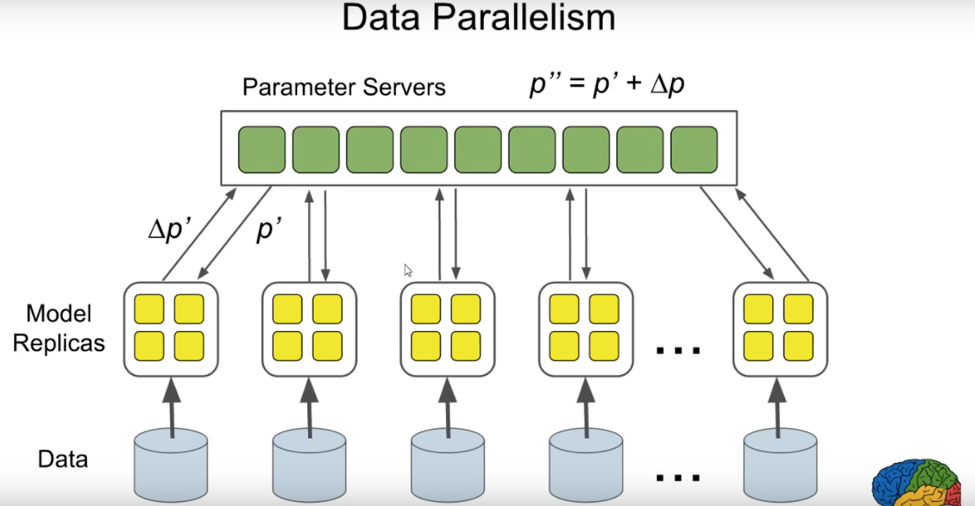 Data Parallelism
Parameter Servers
p’’ = p’ + Δp
Δp’
p’
Model
Replicas
...
Data
...